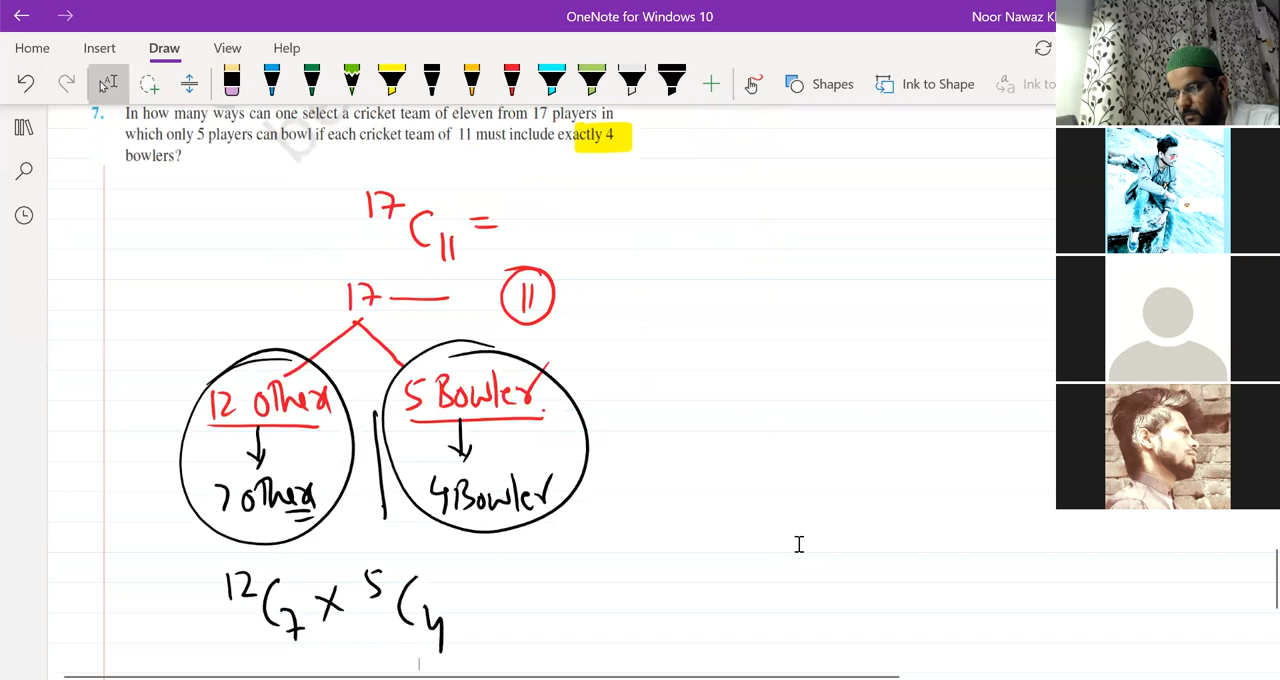 OneNote for Windows 10
Noor Nawaz Kh
Home Insert Draw View Help
Shapes Ink to Shape Ink to
7. In how many ways can one select a cricket team of eleven from 17 players in
which only 5 players can bowl if each cricket team of 11 must include exactly 4
bowlers?
17C11 =
17 — 11
12 other 5 Bowler
7 other 4 Bowler
12C7 × 5C4